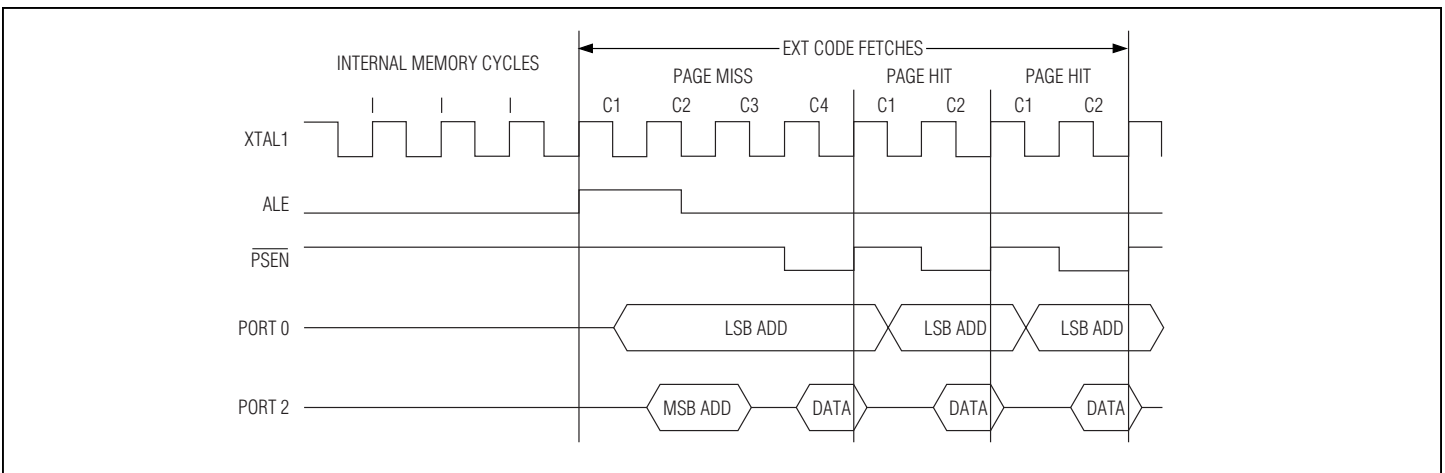 EXT CODE FETCHES
INTERNAL MEMORY CYCLES
PAGE MISS PAGE HIT PAGE HIT
C1 C2 C3 C4 C1 C2 C1 C2
XTAL1
ALE
PSEN
PORT 0 LSB ADD LSB ADD LSB ADD
PORT 2 MSB ADD DATA DATA DATA